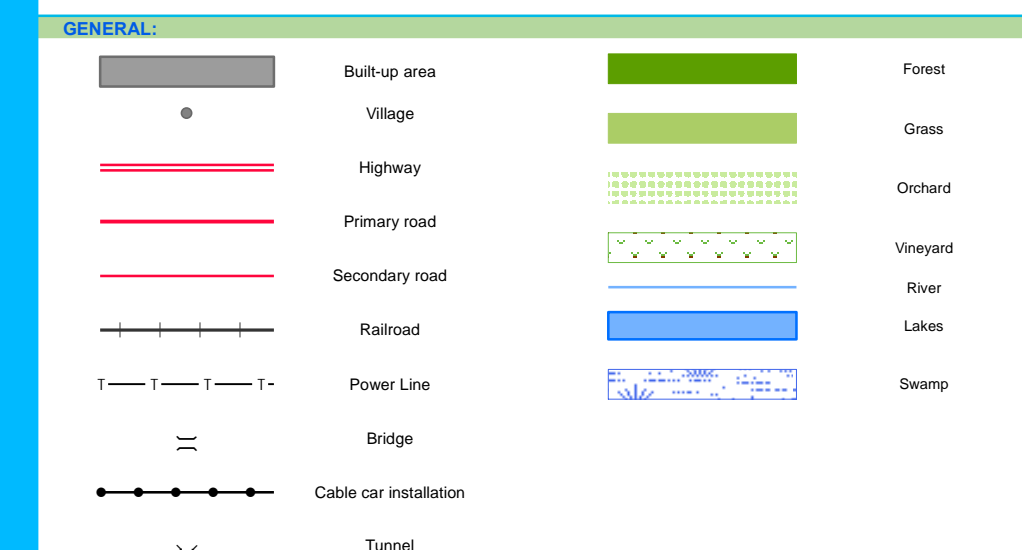 GENERAL:
Built-up area
Village
Highway
Primary road
Secondary road
Railroad
T T T T
Power Line
Bridge
Cable car installation
Tunnel
Forest
Grass
Orchard
Vineyard
River
Lakes
Swamp